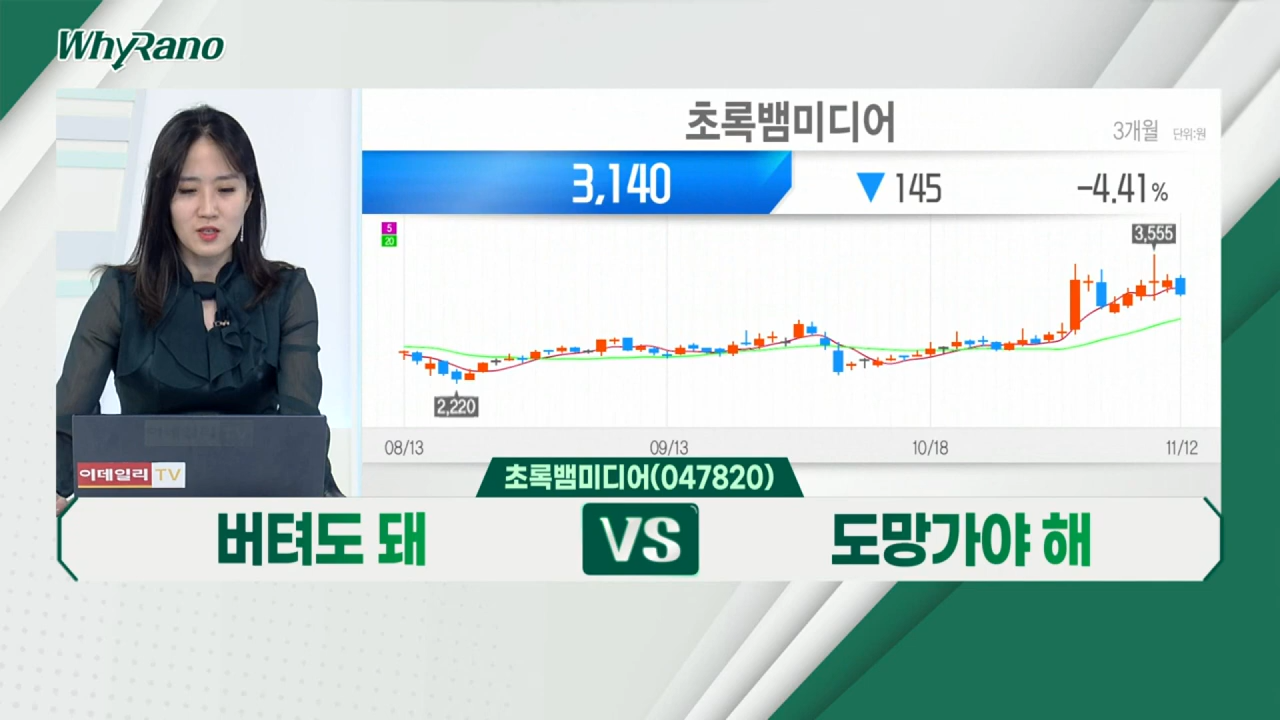 WhyRano
초록뱀미디어
3개월 단위:원
3,140 ▼ 145 -4.41%
5
20
3,555
2,220
08/13 09/13 10/18 11/12
이데일리TV
초록뱀미디어(047820)
버텨도 돼 VS 도망가야 해